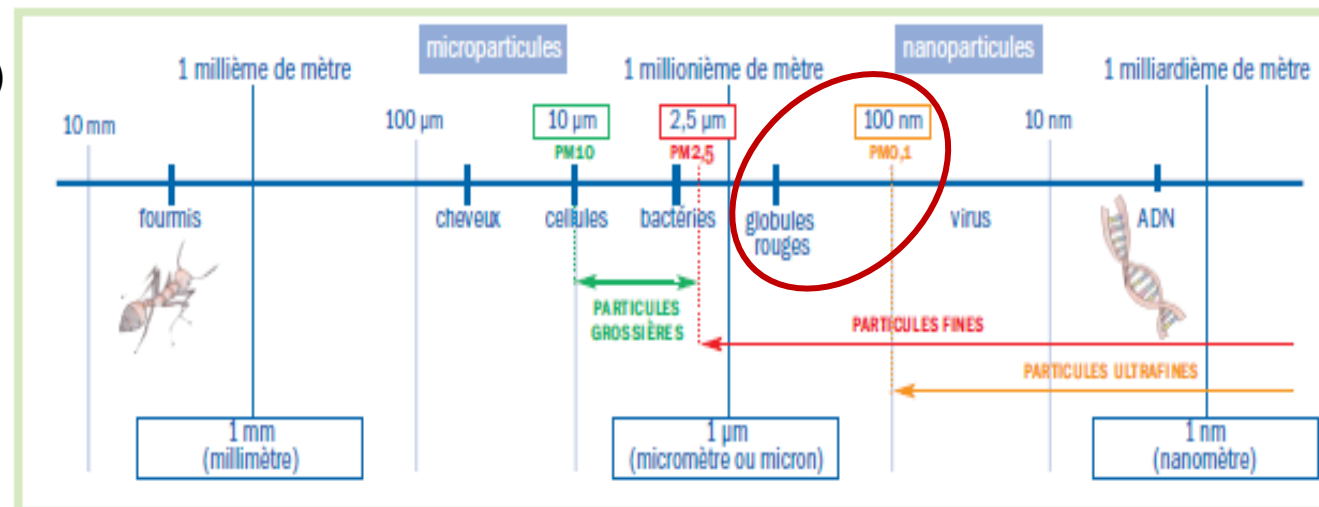 microparticules
nanoparticules
1 millième de mètre
1 millionième de mètre
1 milliardième de mètre
10 mm
100 µm
10 µm
2,5 µm
100 nm
10 nm
PM10
PM2,5
PM0,1
fourmis
cheveux
cellules
bactéries
globules
rouges
virus
ADN
PARTICULES
GROSSIÈRES
PARTICULES FINES
PARTICULES ULTRAFINES
1 mm
(millimètre)
1 µm
(micromètre ou micron)
1 nm
(nanomètre)